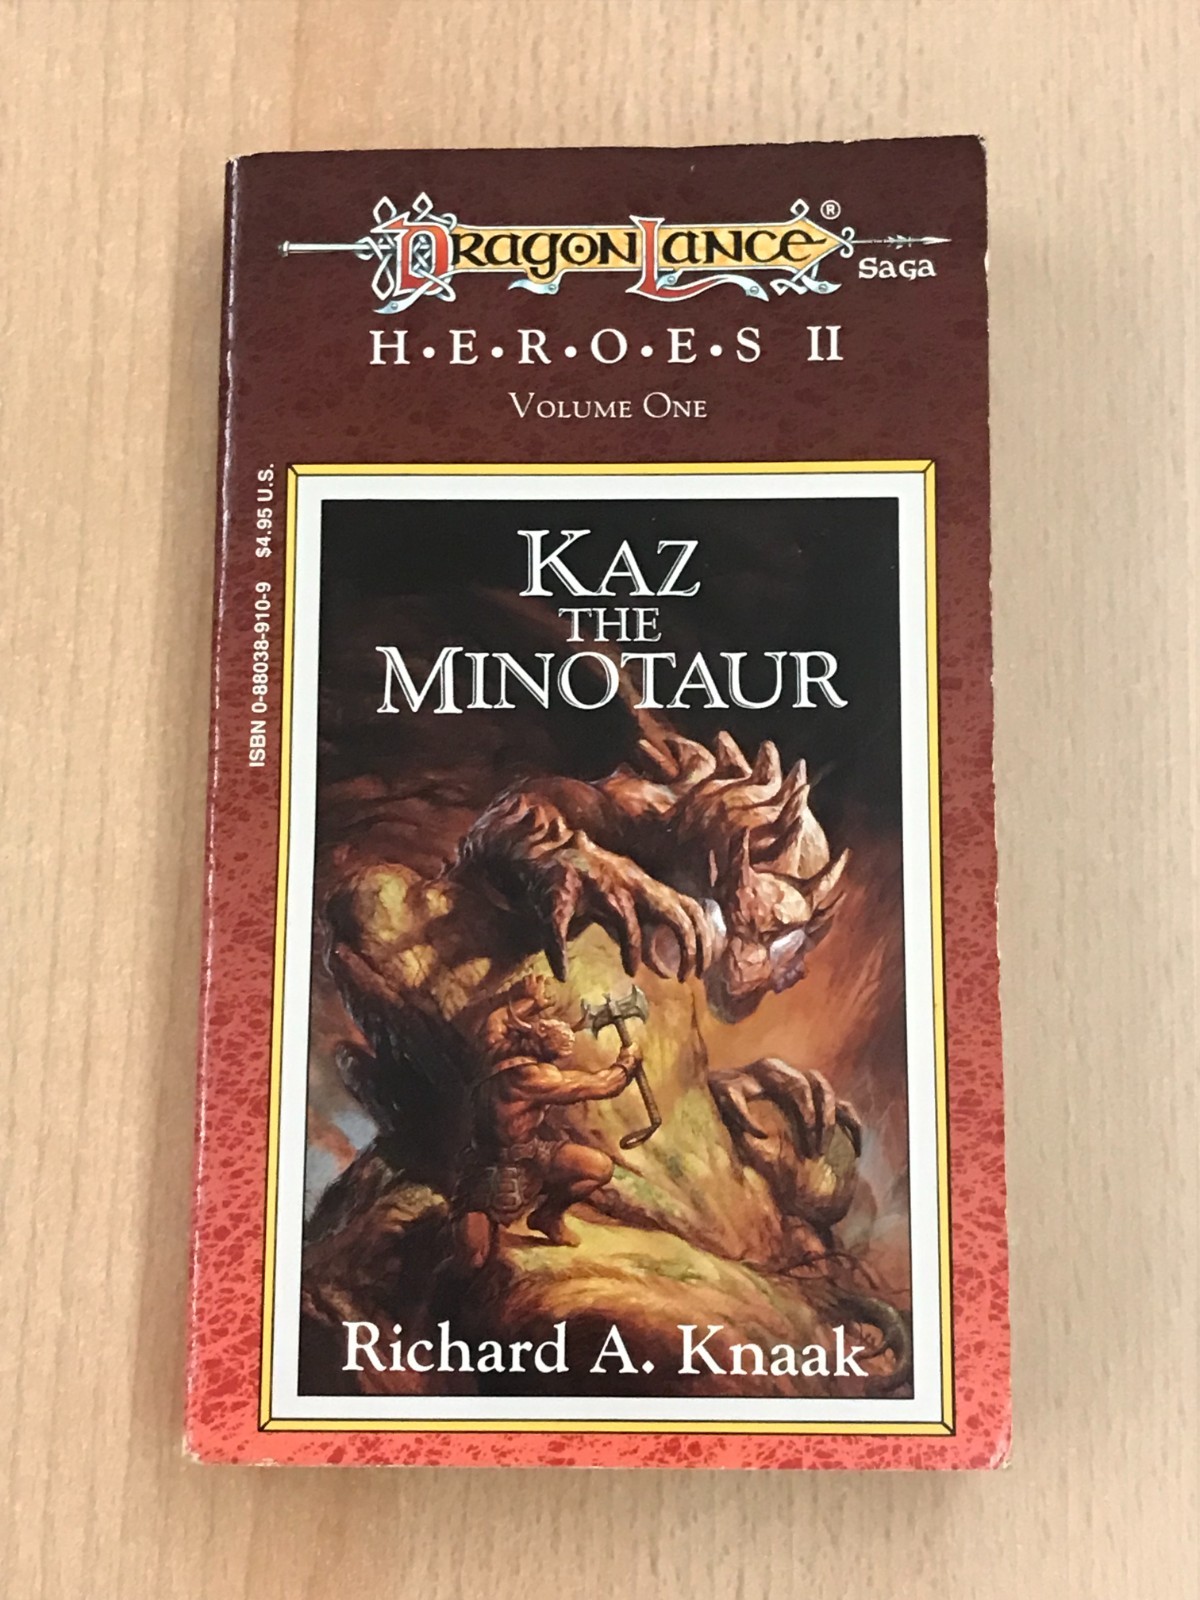 DragonLance ®
Saga
H•E•R•O•E•S II
Volume One
ISBN 0-88038-910-9 $4.95 U.S.
Kaz
the
Minotaur
Richard A. Knaak